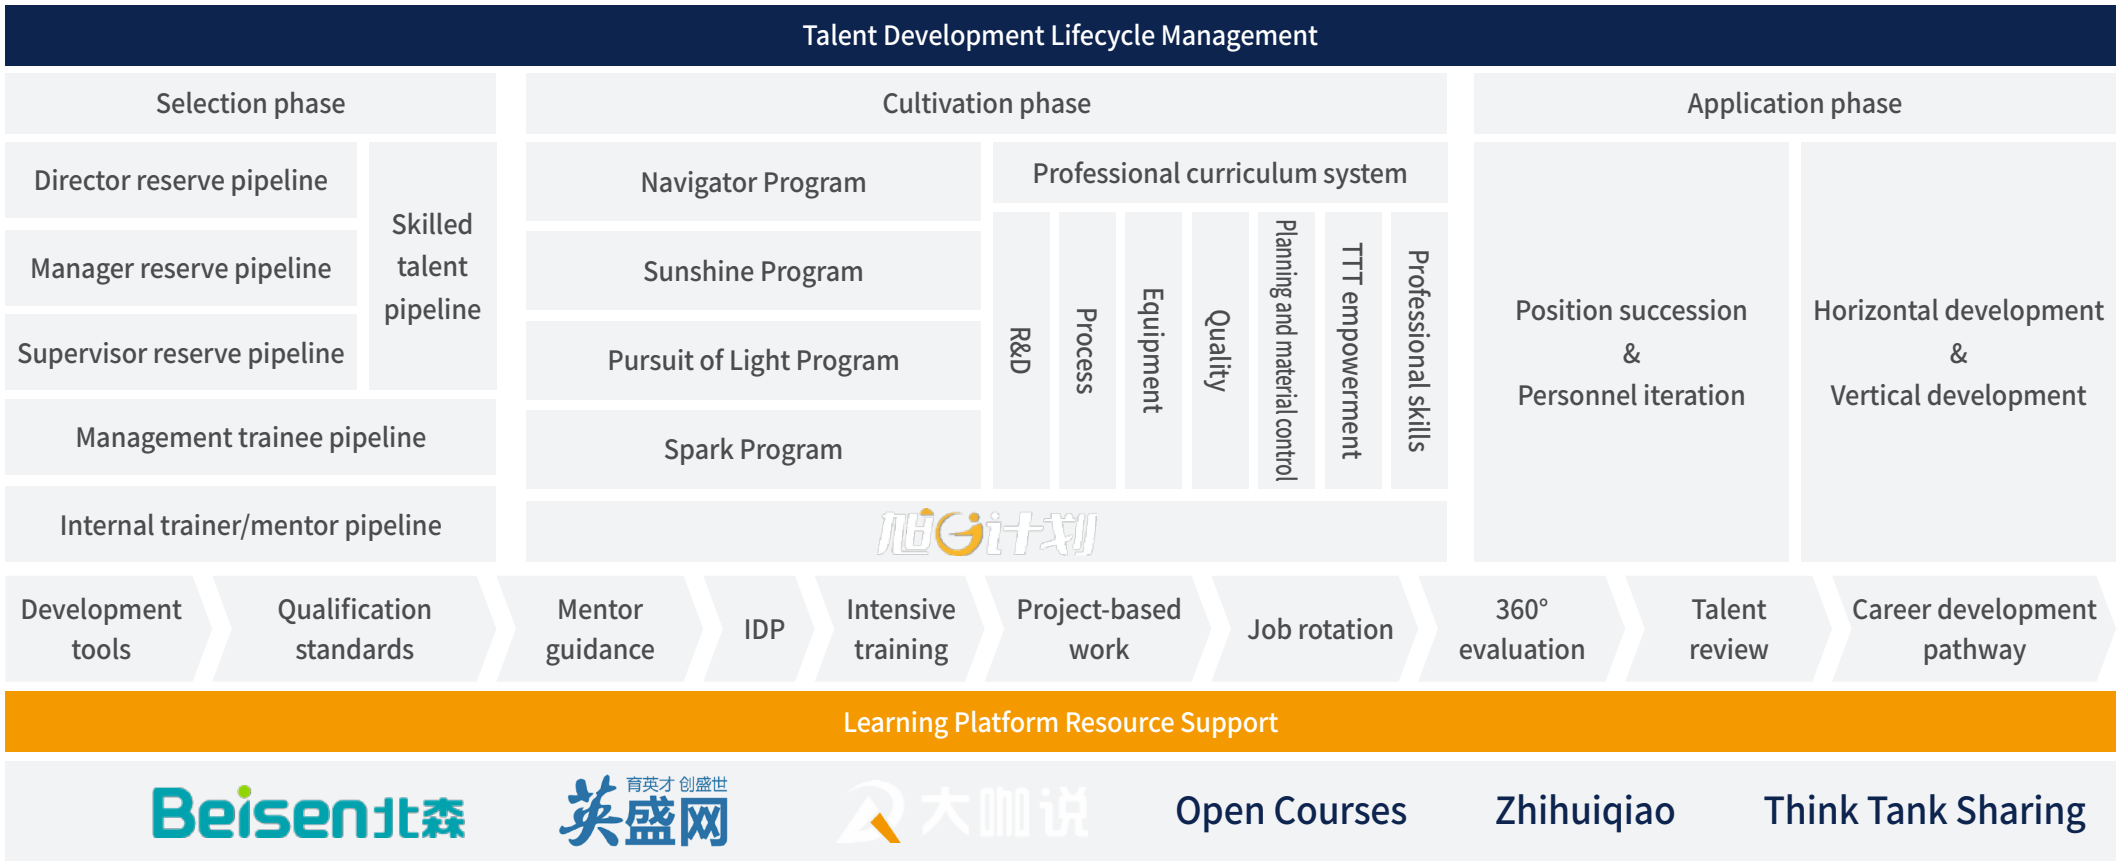 Talent Development Lifecycle Management
Selection phase
Cultivation phase
Application phase
Director reserve pipeline
Manager reserve pipeline
Supervisor reserve pipeline
Skilled
talent
pipeline
Management trainee pipeline
Internal trainer/mentor pipeline
Navigator Program
Sunshine Program
Pursuit of Light Program
Spark Program
Professional curriculum system
R&D
Process
Equipment
Quality
Planning and material control
TTT empowerment
Professional skills
旭G计划
Position succession
&
Personnel iteration
Horizontal development
&
Vertical development
Development
tools
Qualification
standards
Mentor
guidance
IDP
Intensive
training
Project-based
work
Job rotation
360°
evaluation
Talent
review
Career development
pathway
Learning Platform Resource Support
Beisen北森
育英才 创盛世
英盛网
大咖说
Open Courses
Zhihuiqiao
Think Tank Sharing